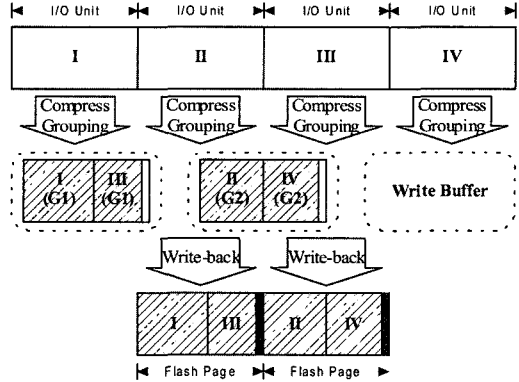 I/O Unit I/O Unit I/O Unit I/O Unit
I II III IV
Compress Compress Compress Compress
Grouping Grouping Grouping Grouping
I III II IV
(G1) (G1) (G2) (G2)
Write Buffer
Write-back Write-back
I III II IV
Flash Page Flash Page